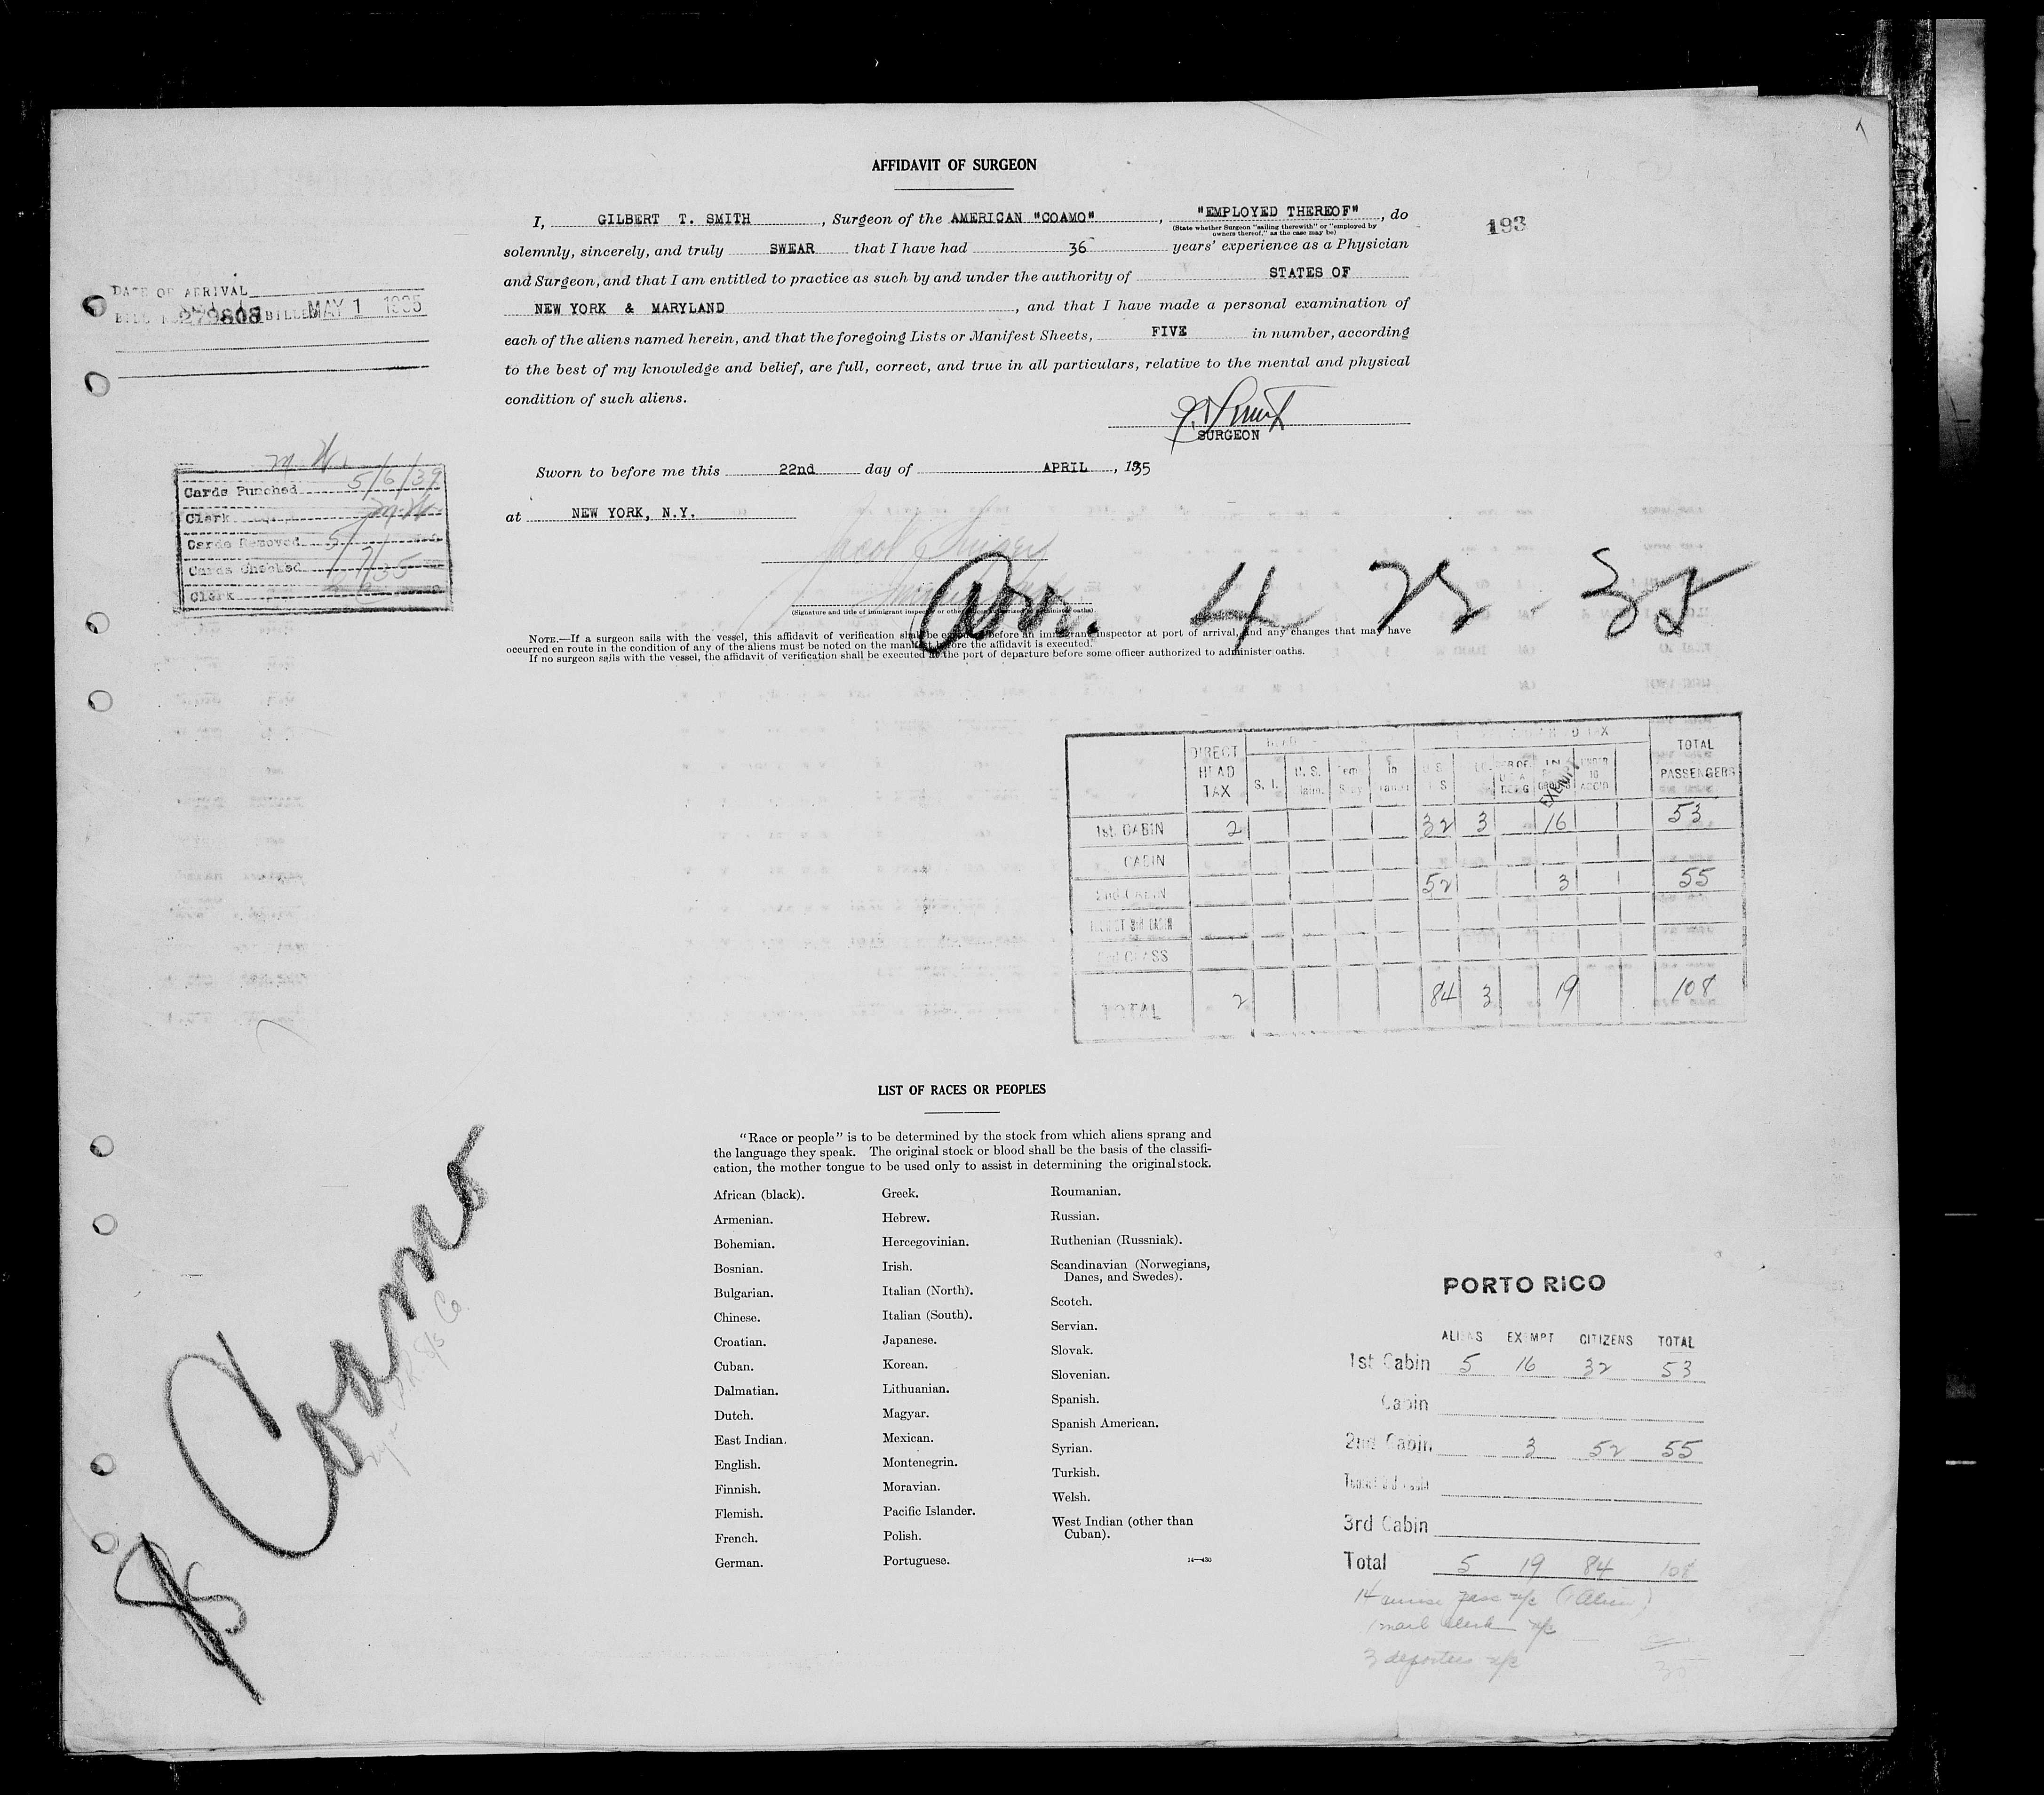 AFFIDAVIT OF SURGEON
I, GILBERT T. SMITH, Surgeon of the AMERICAN "COAMO", "EMPLOYED THEREOF", do
(State whether Surgeon "sailing therewith" or "employed by owners thereof," as the case may be)
193
solemnly, sincerely, and truly SWEAR that I have had 36 years' experience as a Physician
and Surgeon, and that I am entitled to practice as such by and under the authority of STATES OF
NEW YORK & MARYLAND, and that I have made a personal examination of
each of the aliens named herein, and that the foregoing Lists or Manifest Sheets, FIVE in number, according
to the best of my knowledge and belief, are full, correct, and true in all particulars, relative to the mental and physical
condition of such aliens.
SURGEON
DATE OF ARRIVAL
279808 BILLED MAY 1 1935
Sworn to before me this 22nd day of APRIL, 1935
at NEW YORK, N.Y.
Cards Punched 5/6/39
Clerk
Cards Removed
Cards Checked 5/7/35
Clerk
Arr. 4 22 - 35
NOTE.—If a surgeon sails with the vessel, this affidavit of verification shall be executed before an immigrant inspector at port of arrival, and any changes that may have
occurred en route in the condition of any of the aliens must be noted on the manifest before the affidavit is executed.
If no surgeon sails with the vessel, the affidavit of verification shall be executed at the port of departure before some officer authorized to administer oaths.
DIRECT HEAD TAX S. I. U. S. EXEMPT TOTAL PASSENGERS
1st CABIN 2 32 3 16 53
CABIN
2nd CABIN 52 3 55
3rd CLASS
TOTAL 2 84 3 19 108
LIST OF RACES OR PEOPLES
"Race or people" is to be determined by the stock from which aliens sprang and
the language they speak. The original stock or blood shall be the basis of the classifi-
cation, the mother tongue to be used only to assist in determining the original stock.
African (black).
Armenian.
Bohemian.
Bosnian.
Bulgarian.
Chinese.
Croatian.
Cuban.
Dalmatian.
Dutch.
East Indian.
English.
Finnish.
Flemish.
French.
German.
Greek.
Hebrew.
Hercegovinian.
Irish.
Italian (North).
Italian (South).
Japanese.
Korean.
Lithuanian.
Magyar.
Mexican.
Montenegrin.
Moravian.
Pacific Islander.
Polish.
Portuguese.
Roumanian.
Russian.
Ruthenian (Russniak).
Scandinavian (Norwegians,
Danes, and Swedes).
Scotch.
Servian.
Slovak.
Slovenian.
Spanish.
Spanish American.
Syrian.
Turkish.
Welsh.
West Indian (other than
Cuban).
14—430
SS Coamo
PORTO RICO
ALIENS EXEMPT CITIZENS TOTAL
1st Cabin 5 16 32 53
Cabin
2nd Cabin 3 52 55
3rd Cabin
Total 5 19 84 108
1 mail clerk
3 deportees